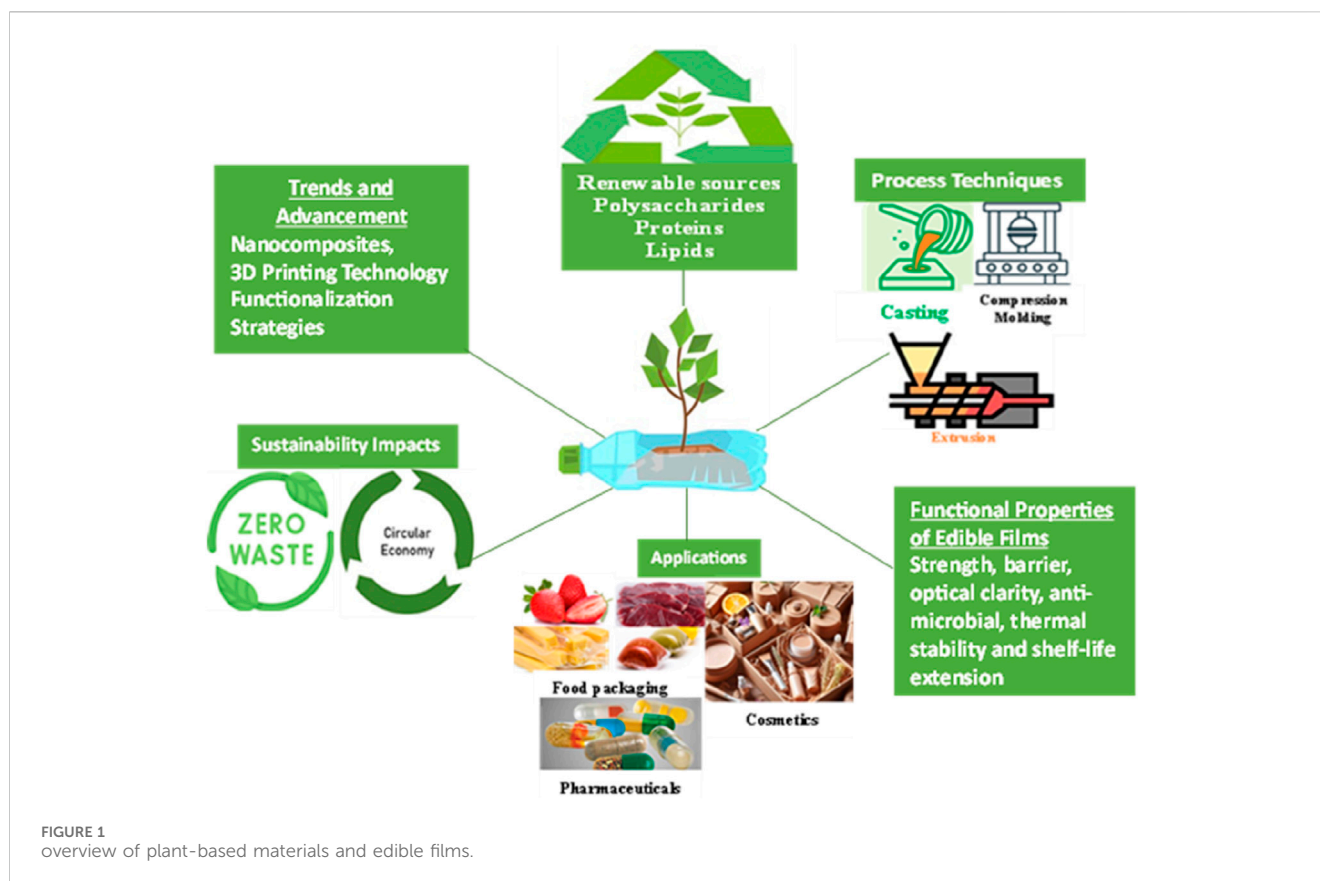 Renewable sources
Polysaccharides
Proteins
Lipids
Trends and
Advancement
Nanocomposites,
3D Printing Technology
Functionalization
Strategies
Process Techniques
Casting
Compression
Molding
Extrusion
Sustainability Impacts
ZERO
WASTE
Circular
Economy
Applications
Food packaging
Cosmetics
Pharmaceuticals
Functional Properties
of Edible Films
Strength, barrier,
optical clarity, anti-
microbial, thermal
stability and shelf-life
extension
FIGURE 1
overview of plant-based materials and edible films.